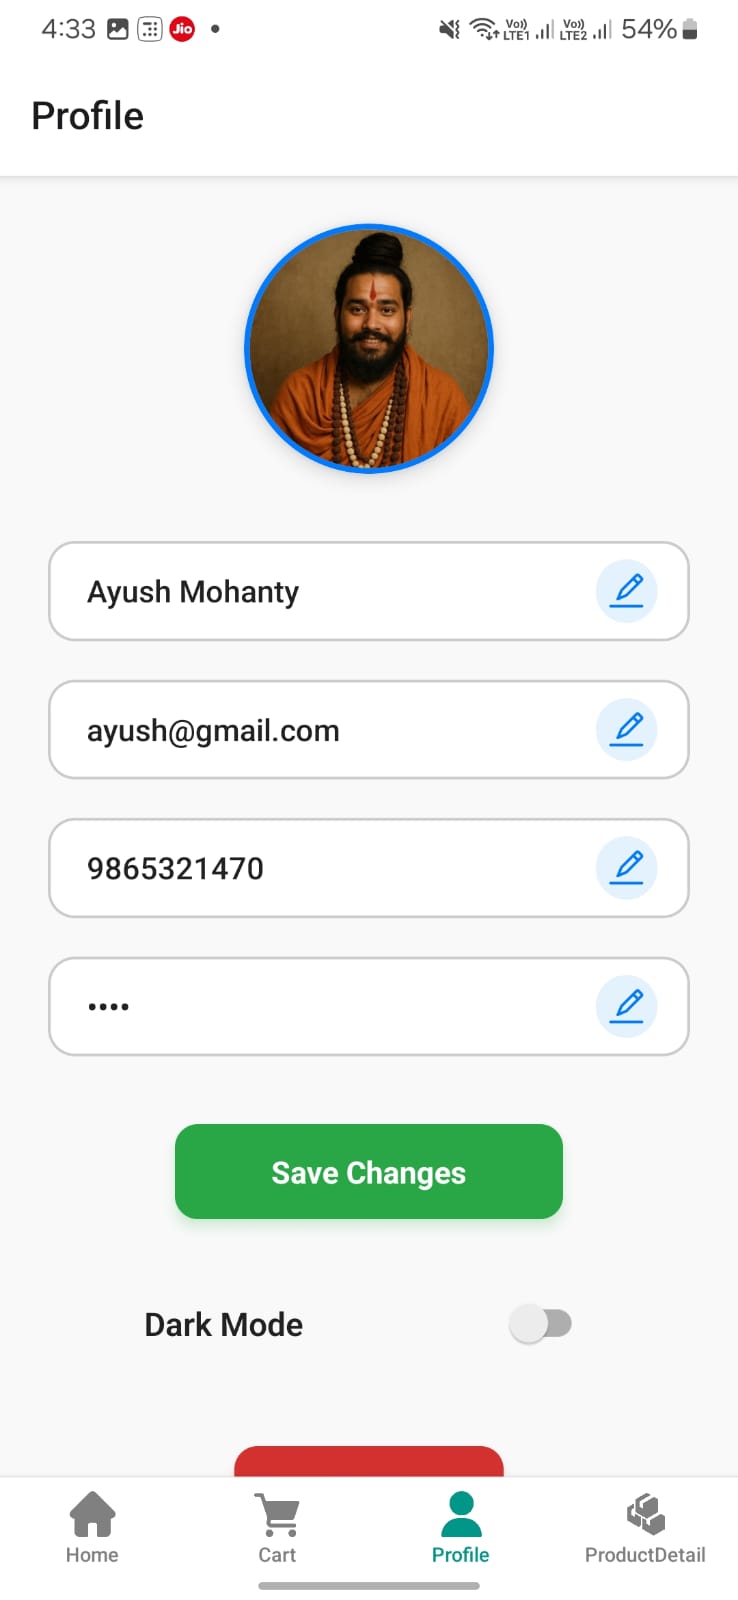 4:33 Jio Vo)) LTE1 Vo)) LTE2 54%
Profile
Ayush Mohanty
ayush@gmail.com
9865321470
••••
Save Changes
Dark Mode
Home Cart Profile ProductDetail